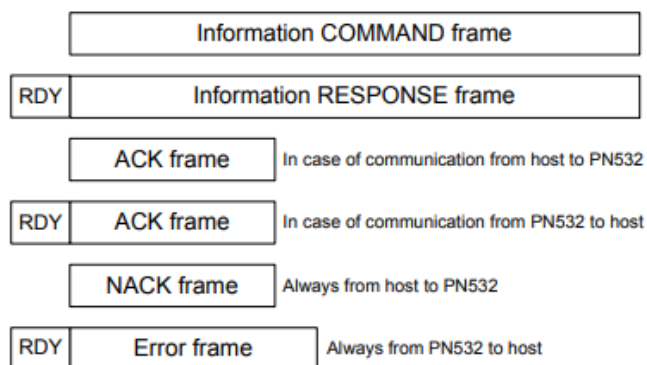 Information COMMAND frame
RDY Information RESPONSE frame
ACK frame In case of communication from host to PN532
RDY ACK frame In case of communication from PN532 to host
NACK frame Always from host to PN532
RDY Error frame Always from PN532 to host